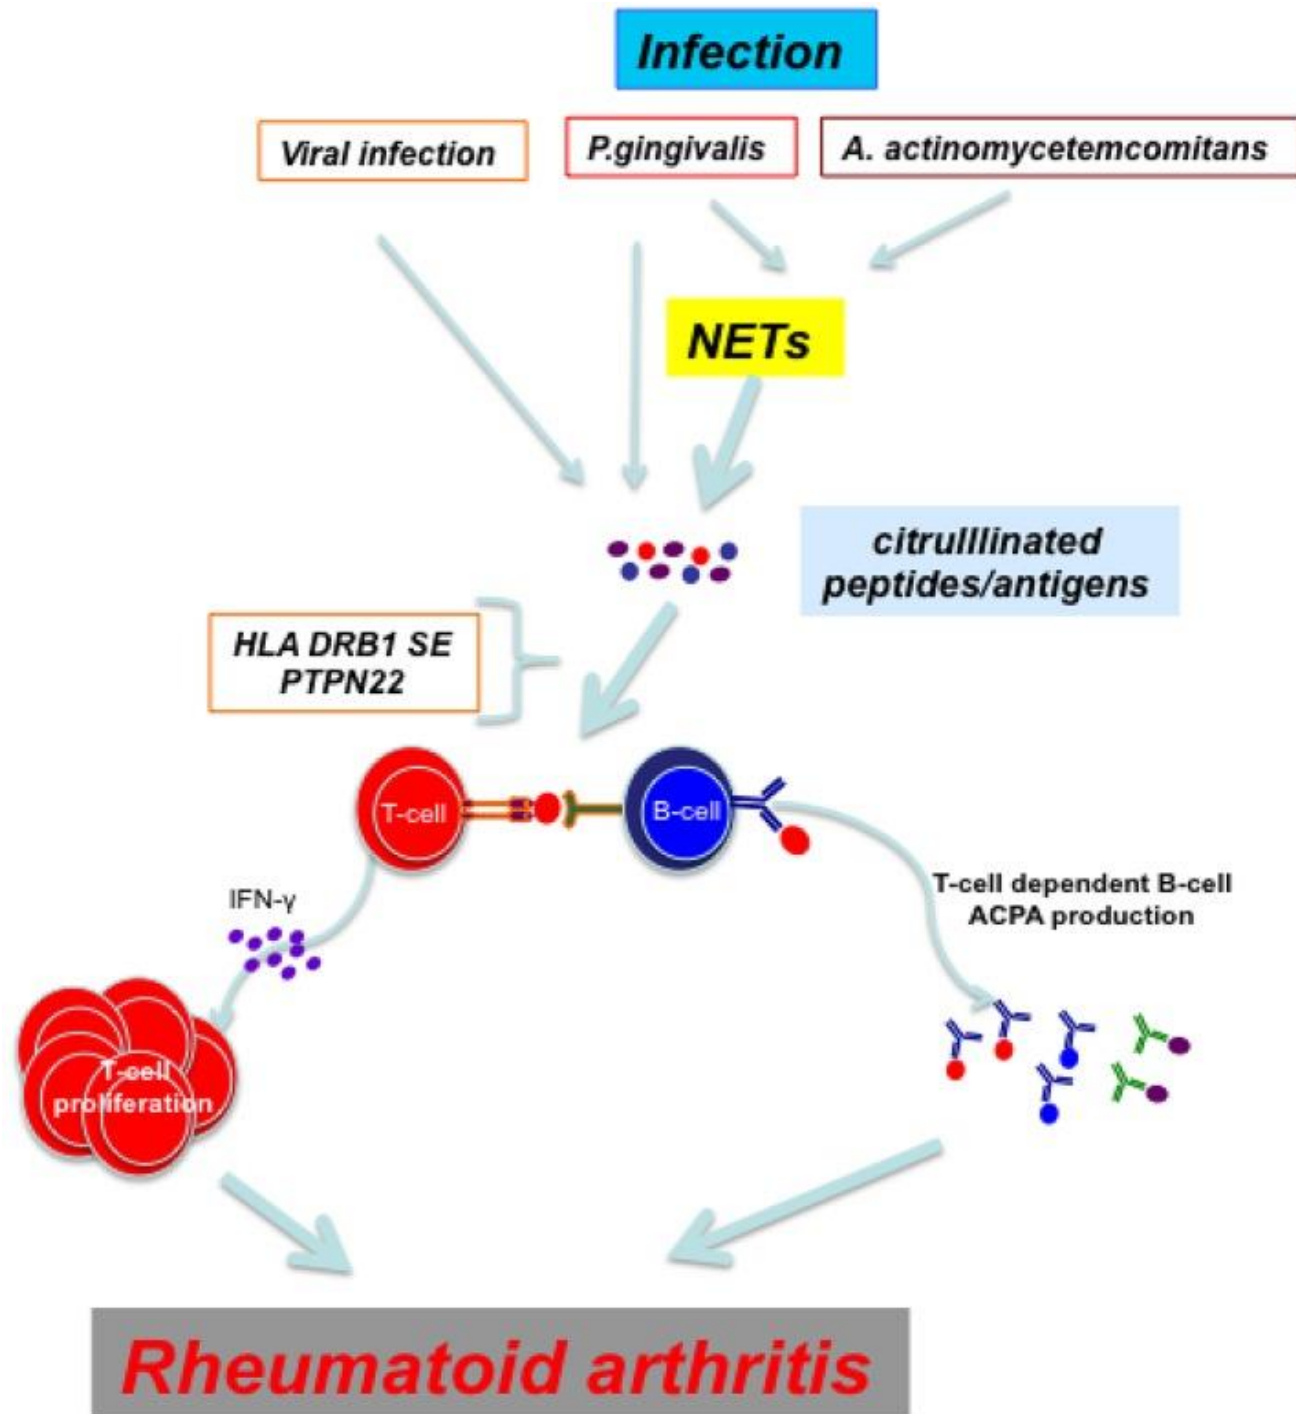 Infection
Viral infection
P.gingivalis
A. actinomycetemcomitans
NETs
citrulllinated
peptides/antigens
HLA DRB1 SE
PTPN22
T-cell
B-cell
IFN-γ
T-cell dependent B-cell
ACPA production
T-cell
proliferation
Rheumatoid arthritis